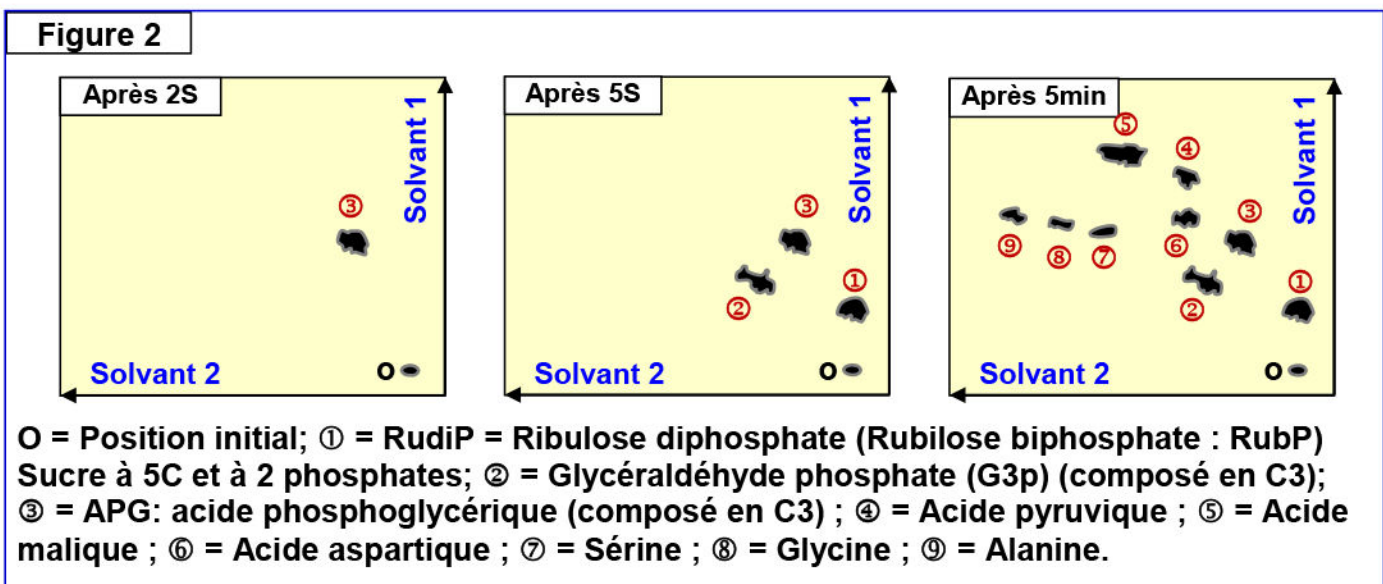 Figure 2
Après 2S
Solvant 1
③
Solvant 2
O
Après 5S
Solvant 1
③
①
②
Solvant 2
O
Après 5min
Solvant 1
⑤
④
③
⑨
⑧
⑦
⑥
①
②
Solvant 2
O
O = Position initial; ① = RudiP = Ribulose diphosphate (Rubilose biphosphate : RubP)
Sucre à 5C et à 2 phosphates; ② = Glycéraldéhyde phosphate (G3p) (composé en C3);
③ = APG: acide phosphoglycérique (composé en C3) ; ④ = Acide pyruvique ; ⑤ = Acide
malique ; ⑥ = Acide aspartique ; ⑦ = Sérine ; ⑧ = Glycine ; ⑨ = Alanine.